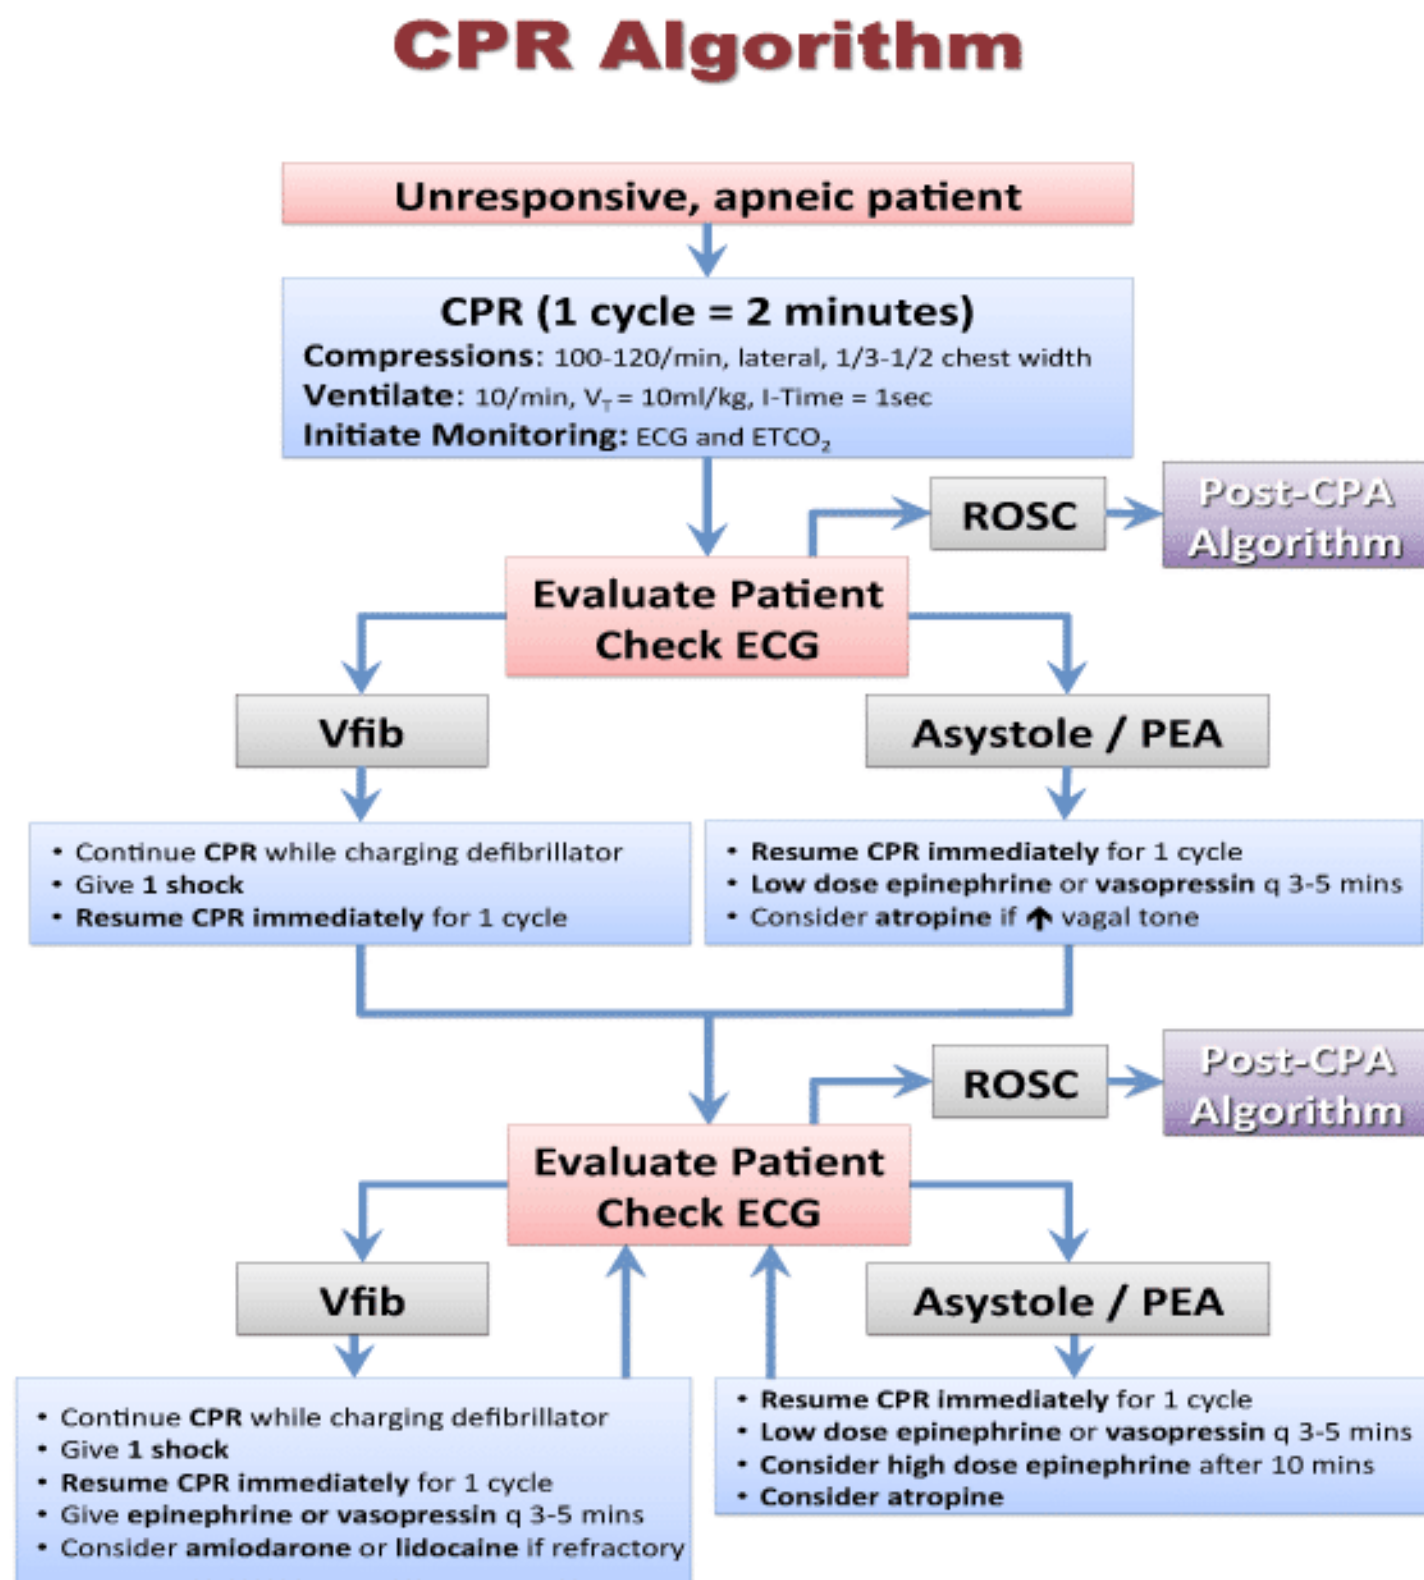 CPR Algorithm
Unresponsive, apneic patient
CPR (1 cycle = 2 minutes)
Compressions: 100-120/min, lateral, 1/3-1/2 chest width
Ventilate: 10/min, V_T = 10ml/kg, I-Time = 1sec
Initiate Monitoring: ECG and ETCO₂
ROSC
Post-CPA
Algorithm
Evaluate Patient
Check ECG
Vfib
Asystole / PEA
• Continue CPR while charging defibrillator
• Give 1 shock
• Resume CPR immediately for 1 cycle
• Resume CPR immediately for 1 cycle
• Low dose epinephrine or vasopressin q 3-5 mins
• Consider atropine if ↑ vagal tone
ROSC
Post-CPA
Algorithm
Evaluate Patient
Check ECG
Vfib
Asystole / PEA
• Continue CPR while charging defibrillator
• Give 1 shock
• Resume CPR immediately for 1 cycle
• Give epinephrine or vasopressin q 3-5 mins
• Consider amiodarone or lidocaine if refractory
• Resume CPR immediately for 1 cycle
• Low dose epinephrine or vasopressin q 3-5 mins
• Consider high dose epinephrine after 10 mins
• Consider atropine